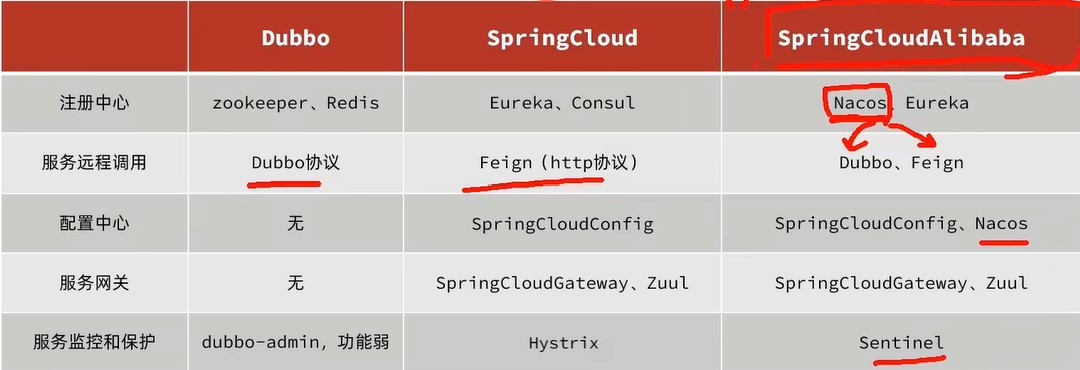 Dubbo SpringCloud SpringCloudAlibaba
注册中心 zookeeper、Redis Eureka、Consul Nacos、Eureka
服务远程调用 Dubbo协议 Feign（http协议） Dubbo、Feign
配置中心 无 SpringCloudConfig SpringCloudConfig、Nacos
服务网关 无 SpringCloudGateway、Zuul SpringCloudGateway、Zuul
服务监控和保护 dubbo-admin，功能弱 Hystrix Sentinel